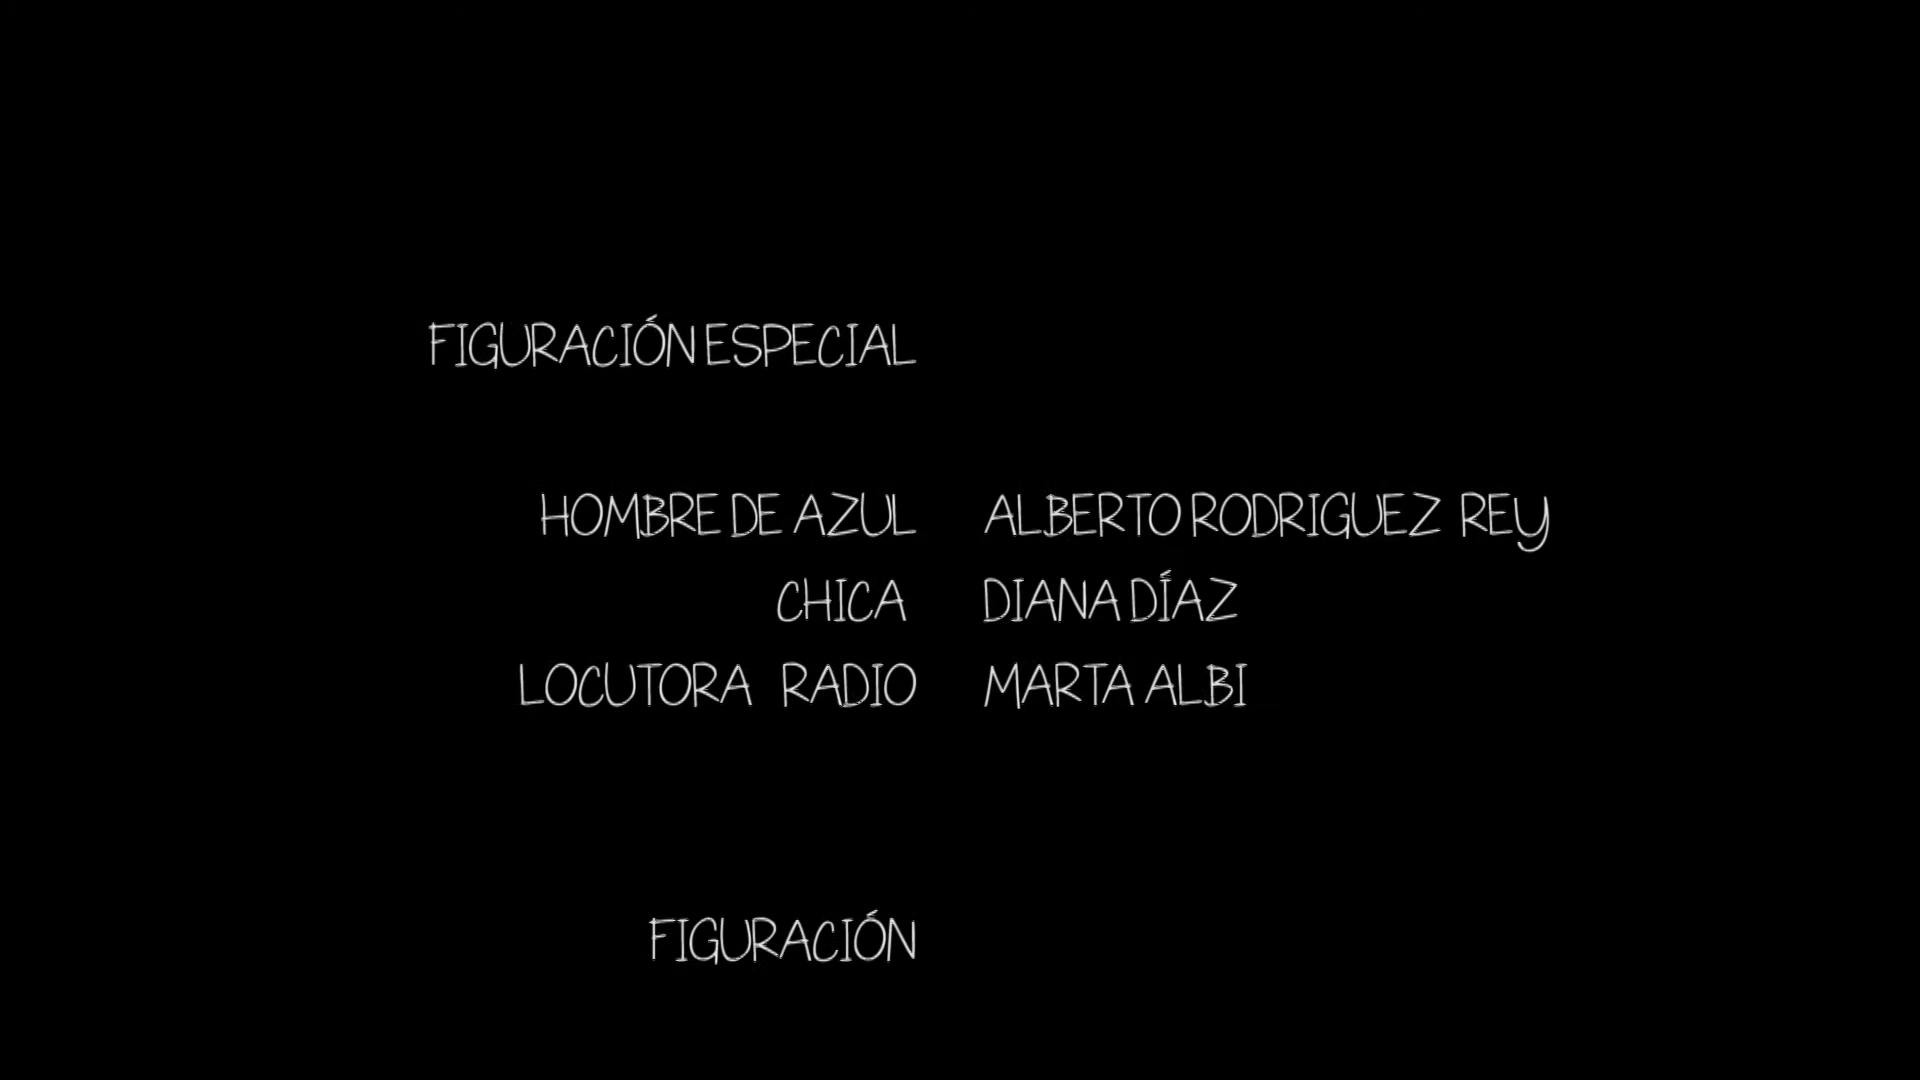 FIGURACIÓN ESPECIAL
HOMBRE DE AZUL ALBERTO RODRIGUEZ REY
CHICA DIANA DÍAZ
LOCUTORA RADIO MARTA ALBI
FIGURACIÓN